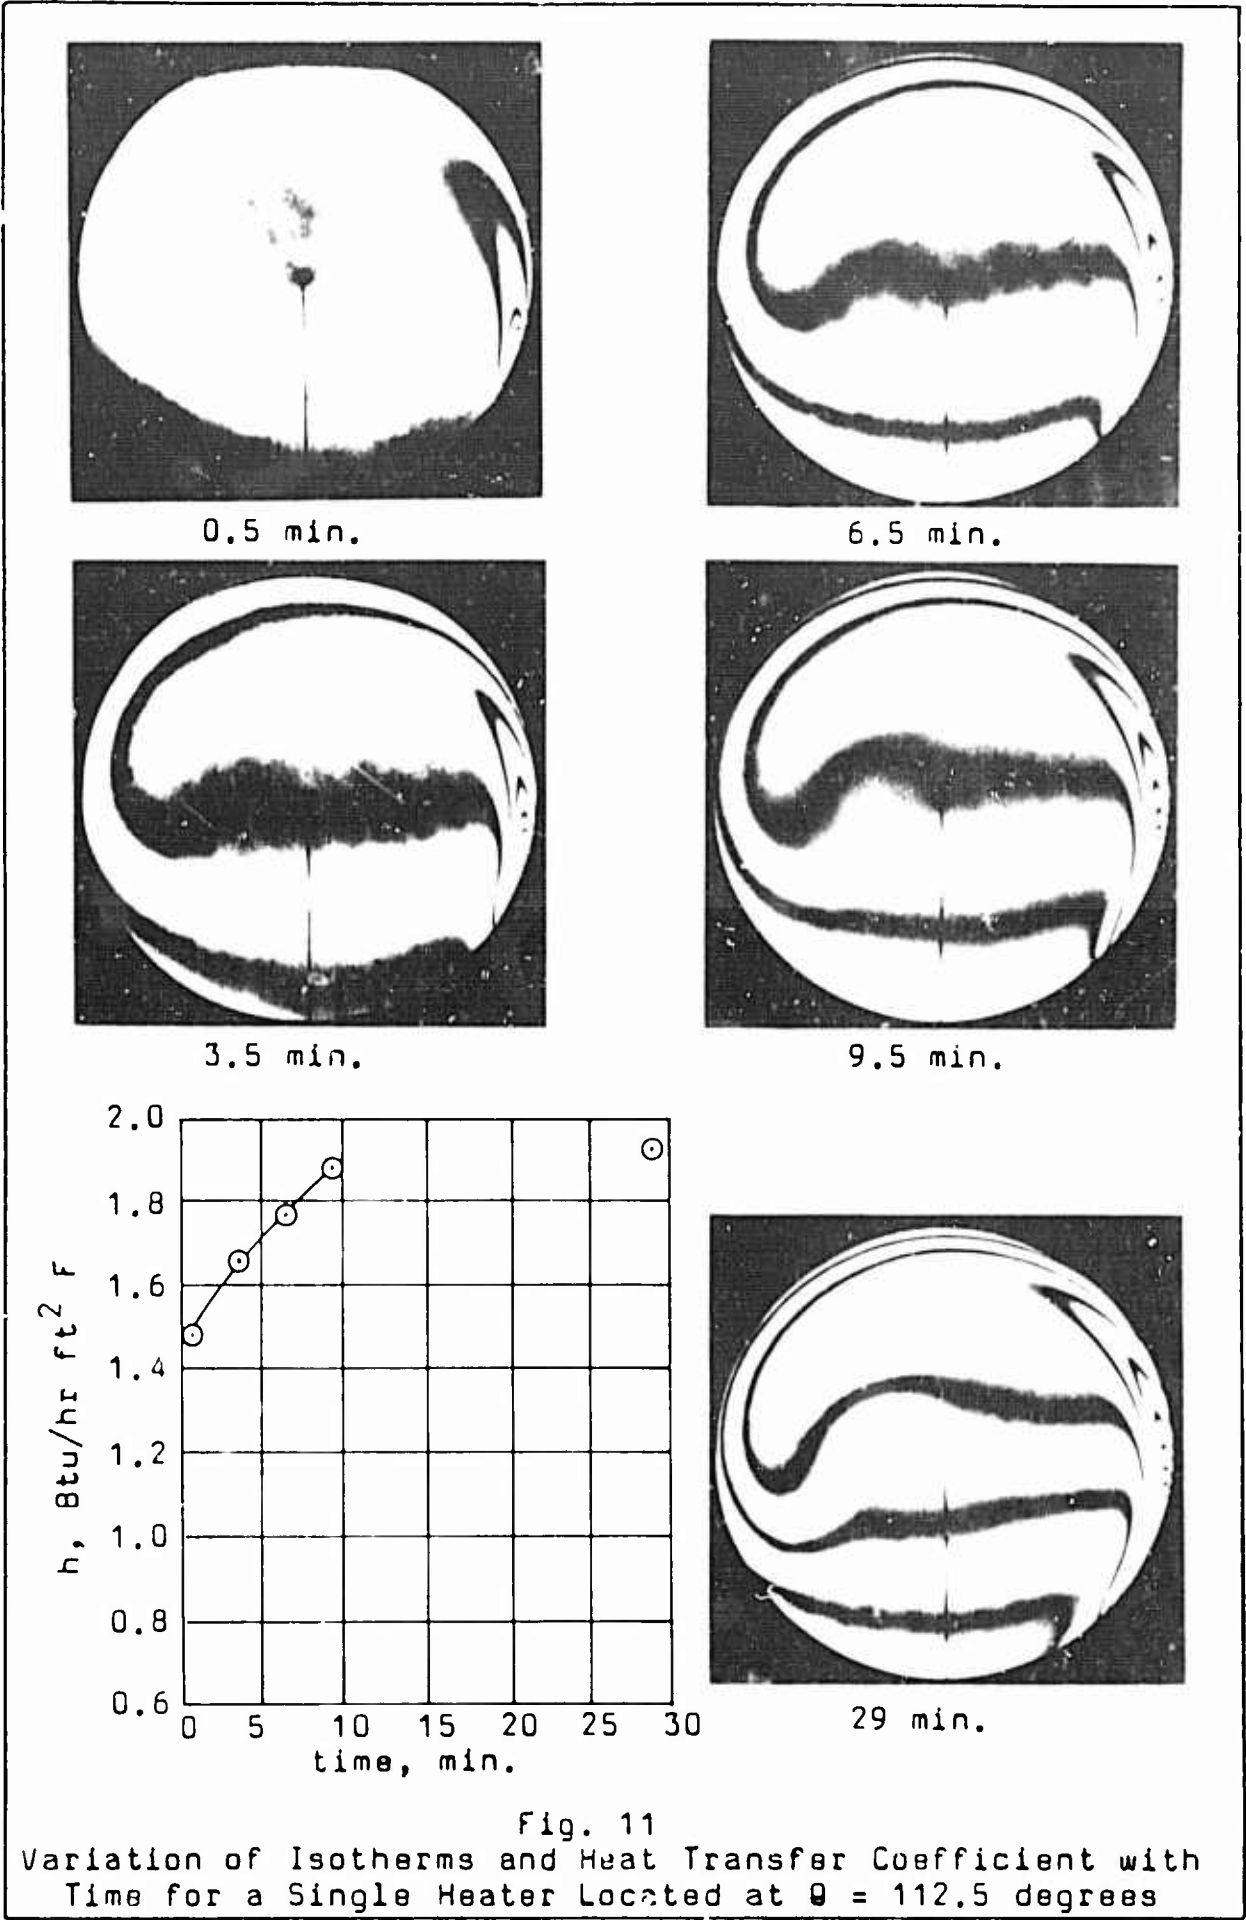 0.5 min.
6.5 min.
3.5 min.
9.5 min.
2.0
1.8
1.6
1.4
1.2
1.0
0.8
0.6
h, Btu/hr ft² F
0 5 10 15 20 25 30
time, min.
29 min.
Fig. 11
Variation of Isotherms and Heat Transfer Coefficient with
Time for a Single Heater Located at θ = 112.5 degrees